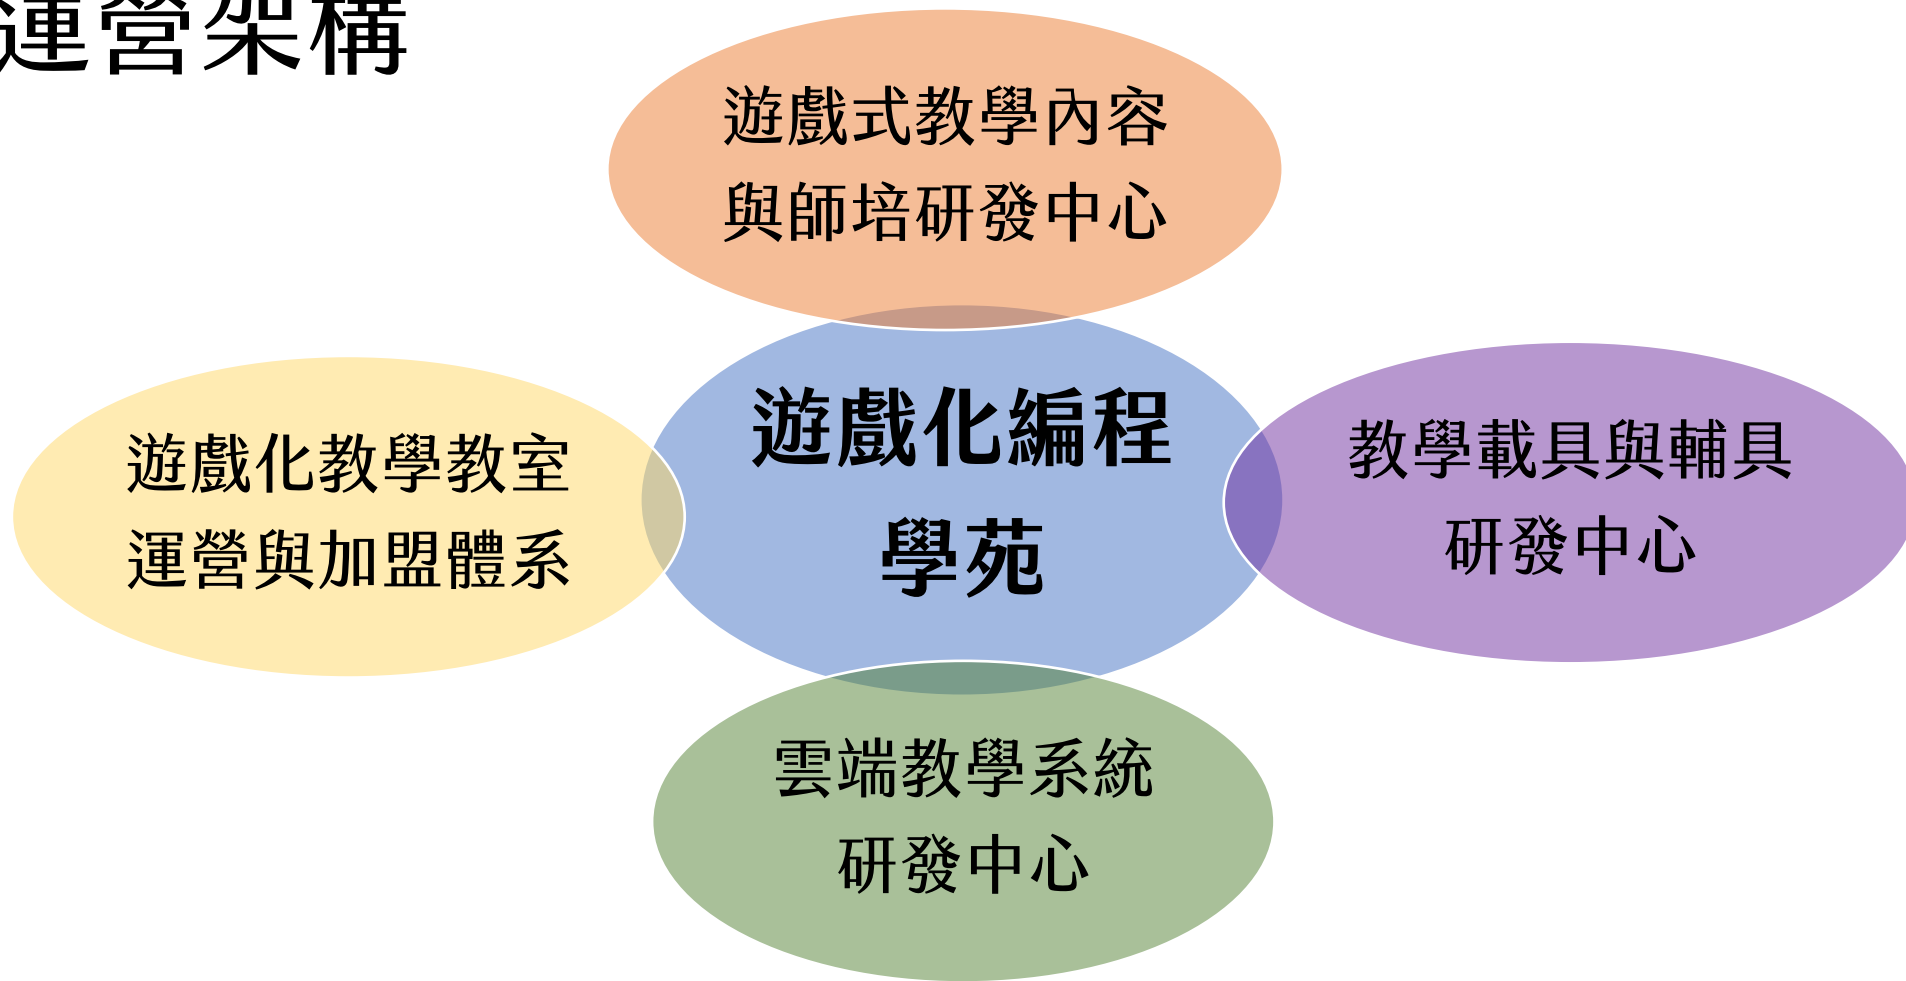 運營架構
遊戲式教學內容
與師培研發中心
遊戲化編程
學苑
遊戲化教學教室
運營與加盟體系
教學載具與輔具
研發中心
雲端教學系統
研發中心